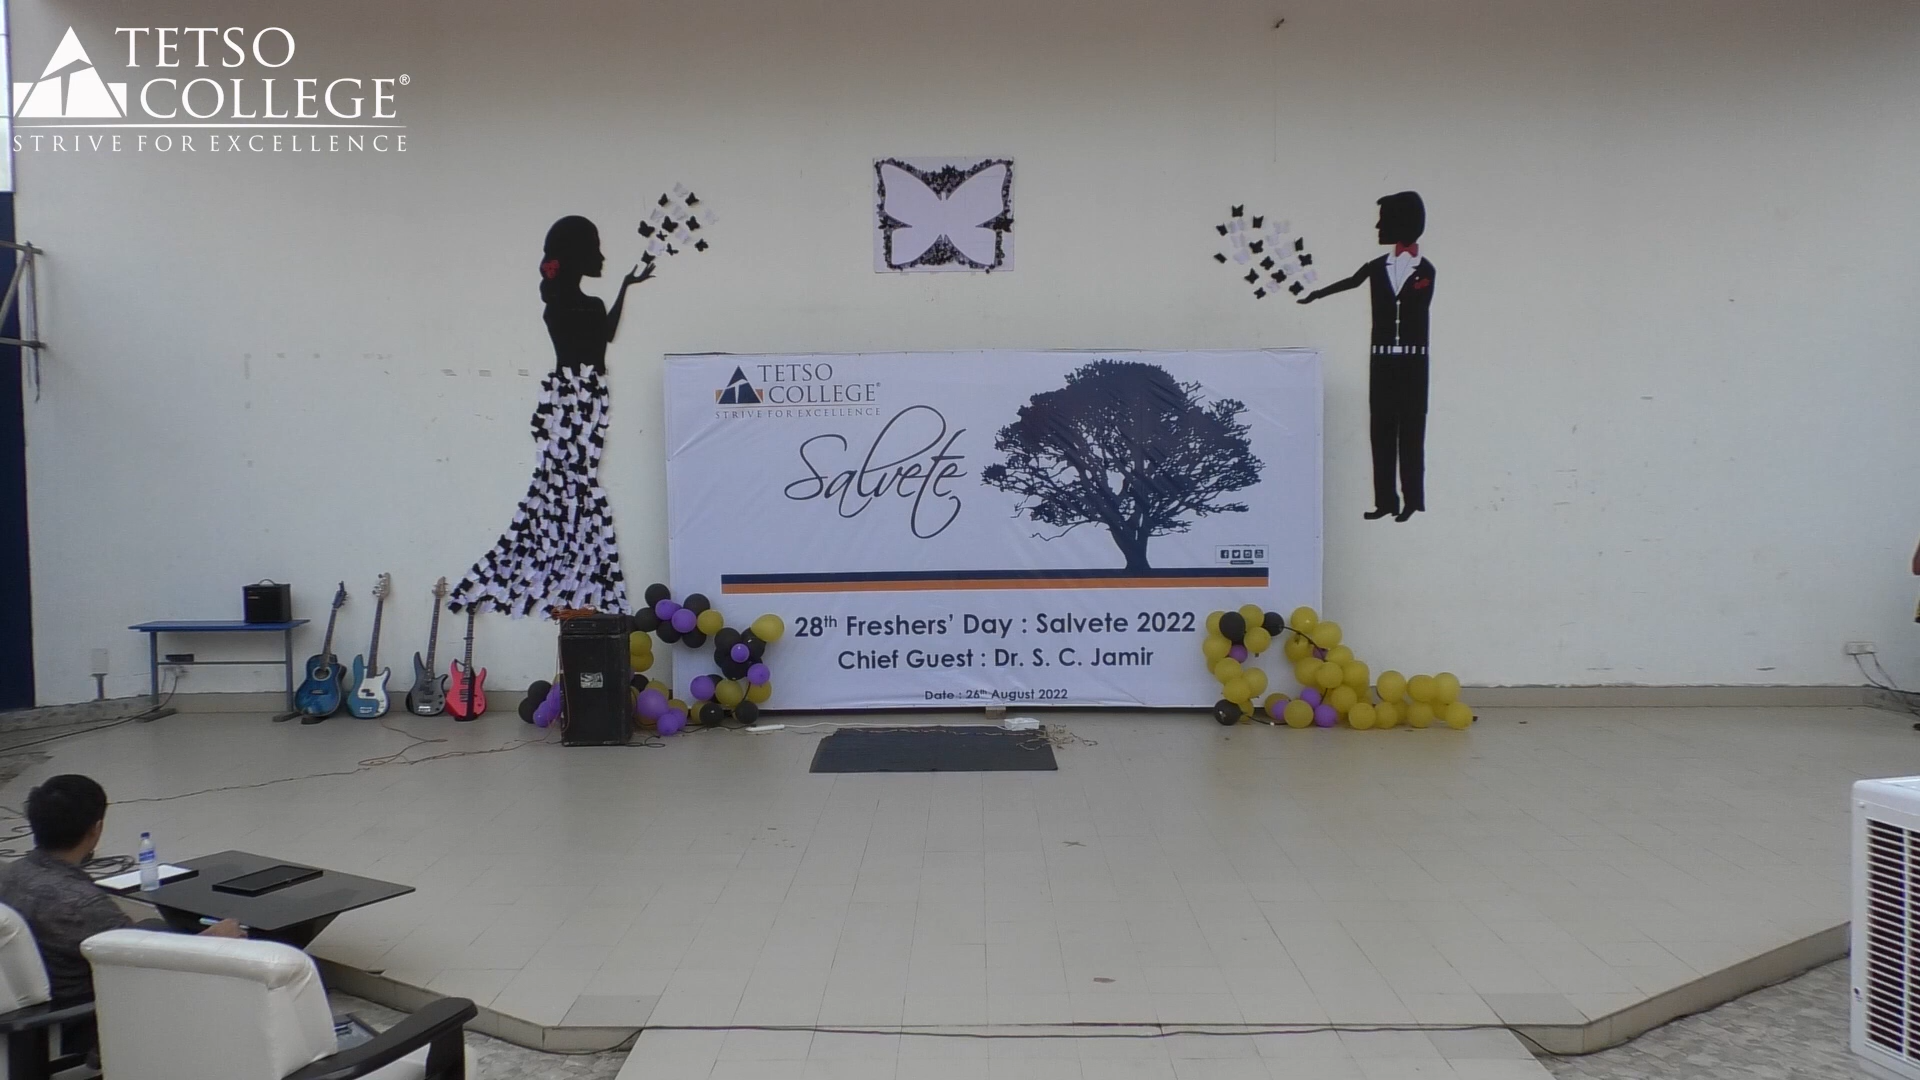 TETSO
COLLEGE®
STRIVE FOR EXCELLENCE
TETSO
COLLEGE®
STRIVE FOR EXCELLENCE
Salvete
28th Freshers' Day : Salvete 2022
Chief Guest : Dr. S. C. Jamir
Date : 26th August 2022